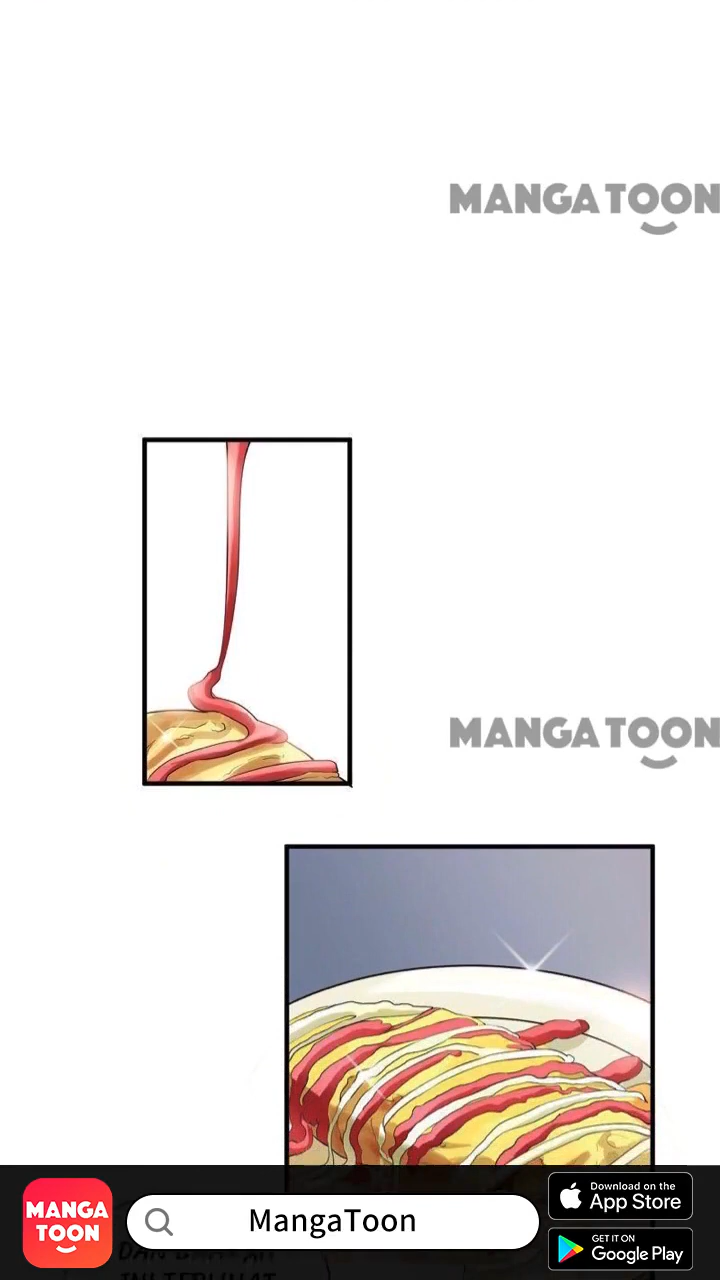 MANGATOON
MANGATOON
MANGA
TOON
MangaToon
Download on the
App Store
GET IT ON
Google Play